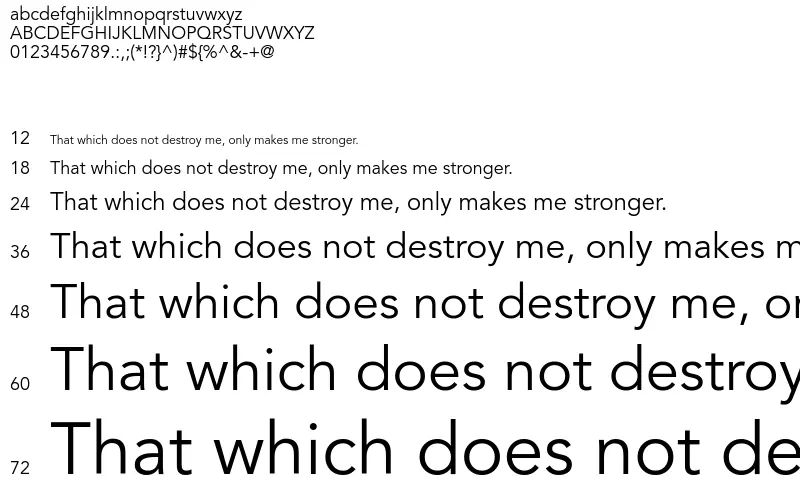 abcdefghijklmnopqrstuvwxyz
ABCDEFGHIJKLMNOPQRSTUVWXYZ
0123456789.:,;(*!?}^)#${%^&-+@
12 That which does not destroy me, only makes me stronger.
18 That which does not destroy me, only makes me stronger.
24 That which does not destroy me, only makes me stronger.
36 That which does not destroy me, only makes m
48 That which does not destroy me, or
60 That which does not destroy
72 That which does not de